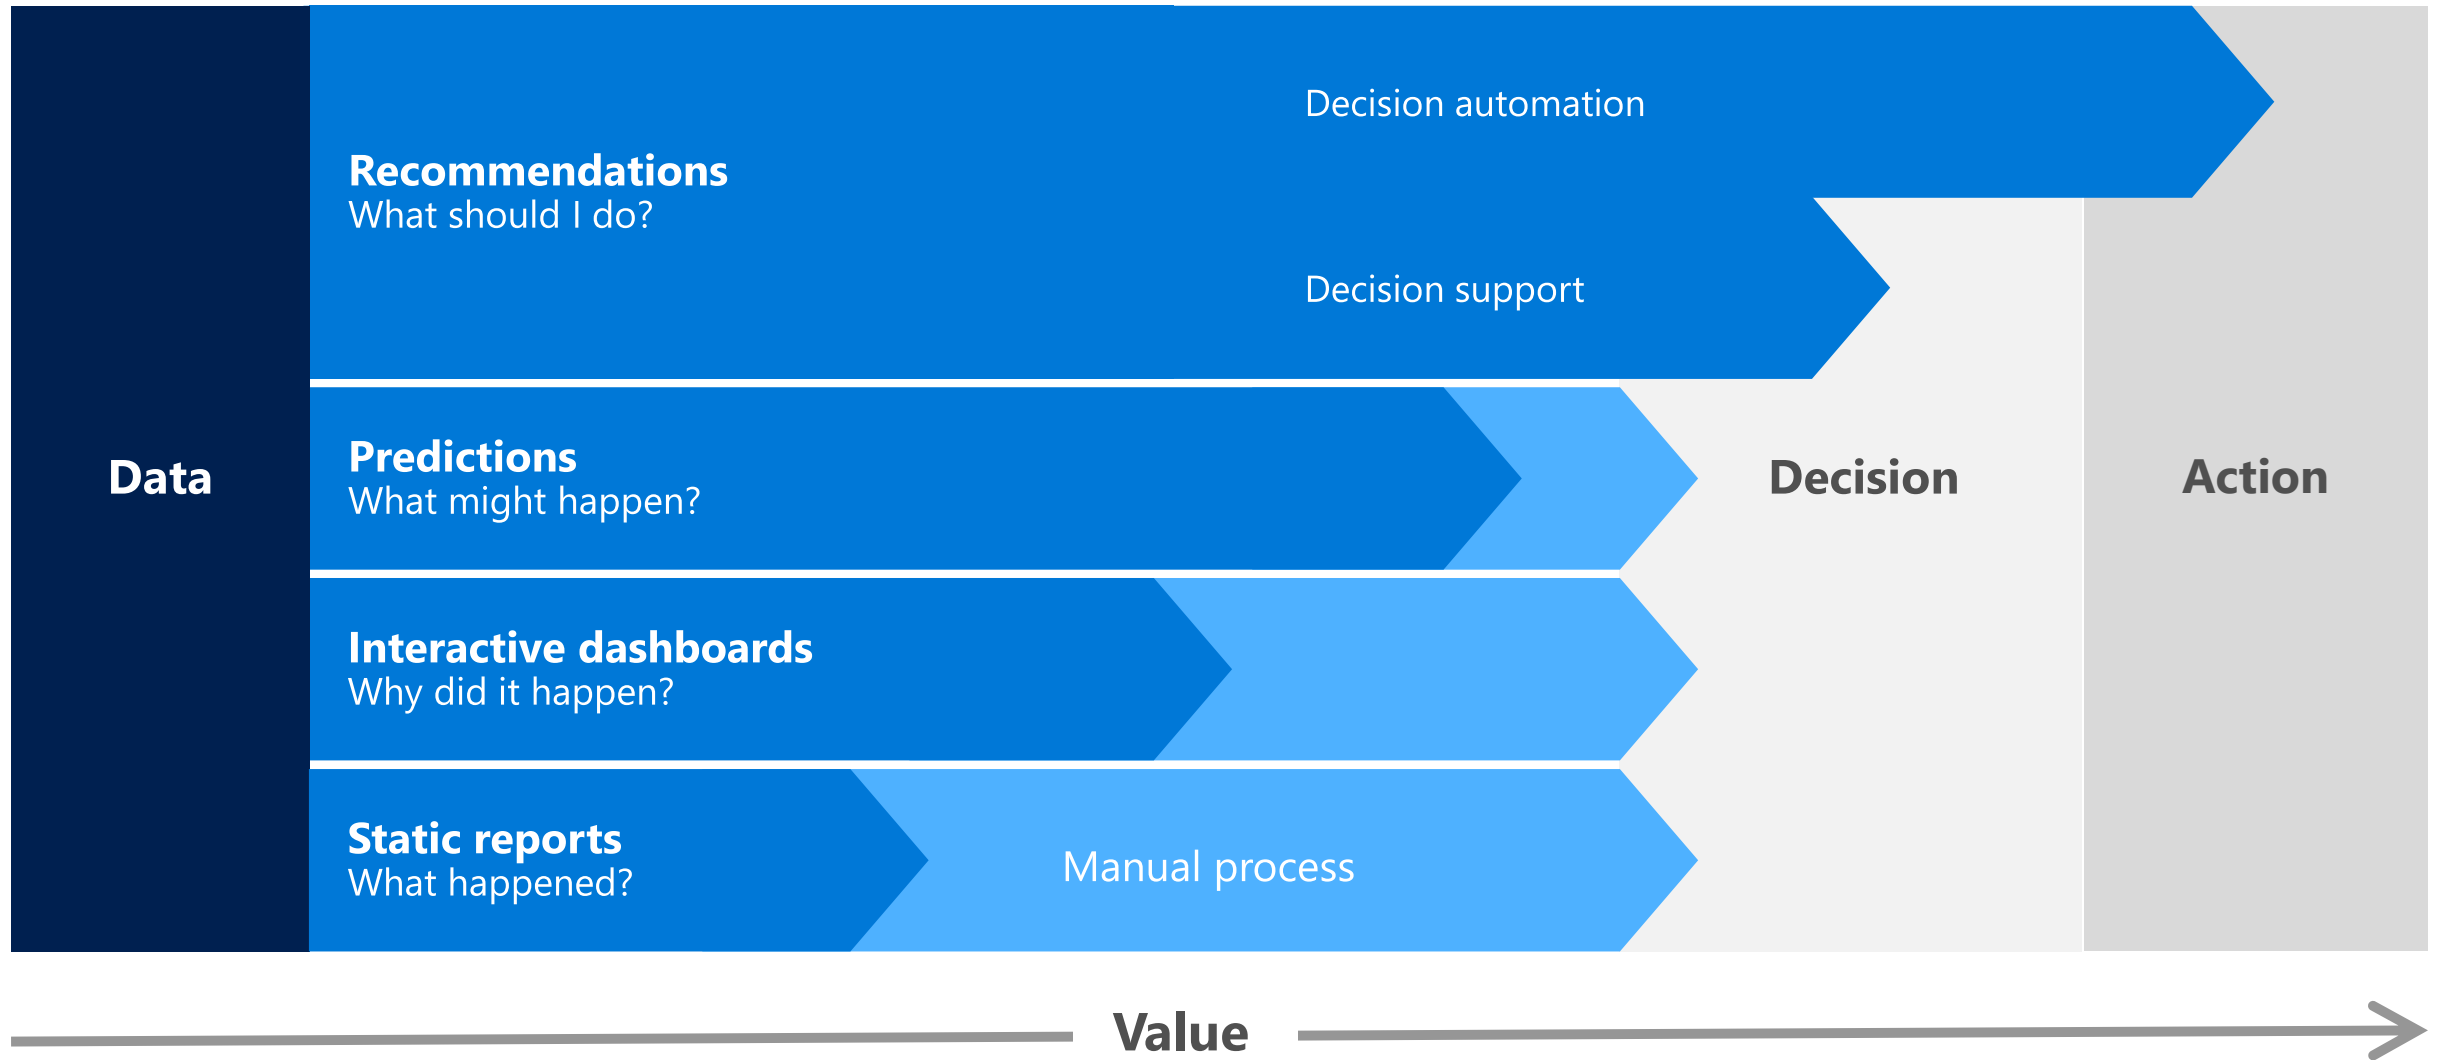 Data
Recommendations
What should I do?
Decision automation
Decision support
Predictions
What might happen?
Interactive dashboards
Why did it happen?
Static reports
What happened?
Manual process
Decision
Action
Value